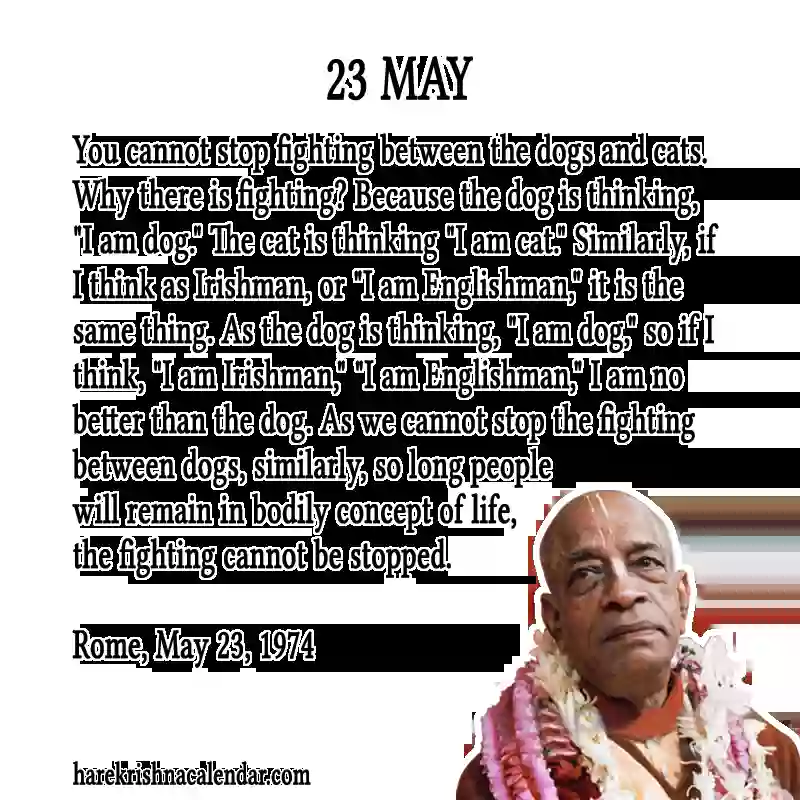 23 MAY
You cannot stop fighting between the dogs and cats.
Why there is fighting? Because the dog is thinking,
"I am dog." The cat is thinking "I am cat." Similarly, if
I think as Irishman, or "I am Englishman," it is the
same thing. As the dog is thinking, "I am dog," so if I
think, "I am Irishman," "I am Englishman," I am no
better than the dog. As we cannot stop the fighting
between dogs, similarly, so long people
will remain in bodily concept of life,
the fighting cannot be stopped.
Rome, May 23, 1974
harekrishnacalendar.com